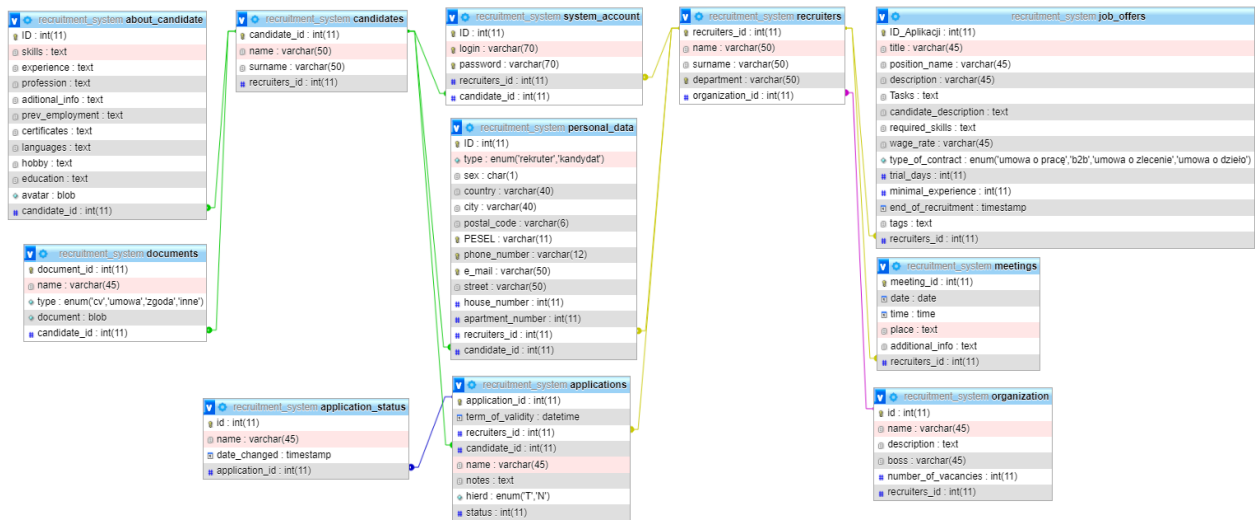 recruitment_system about_candidate
ID : int(11)
skills : text
experience : text
profession : text
aditional_info : text
prev_employment : text
certificates : text
languages : text
hobby : text
education : text
avatar : blob
candidate_id : int(11)
recruitment_system documents
document_id : int(11)
name : varchar(45)
type : enum('cv','umowa','zgoda','inne')
document : blob
candidate_id : int(11)
recruitment_system candidates
candidate_id : int(11)
name : varchar(50)
surname : varchar(50)
recruiters_id : int(11)
recruitment_system application_status
id : int(11)
name : varchar(45)
date_changed : timestamp
application_id : int(11)
recruitment_system system_account
ID : int(11)
login : varchar(70)
password : varchar(70)
recruiters_id : int(11)
candidate_id : int(11)
recruitment_system personal_data
ID : int(11)
type : enum('rekruter','kandydat')
sex : char(1)
country : varchar(40)
city : varchar(40)
postal_code : varchar(6)
PESEL : varchar(11)
phone_number : varchar(12)
e_mail : varchar(50)
street : varchar(50)
house_number : int(11)
apartment_number : int(11)
recruiters_id : int(11)
candidate_id : int(11)
recruitment_system applications
application_id : int(11)
term_of_validity : datetime
recruiters_id : int(11)
candidate_id : int(11)
name : varchar(45)
notes : text
hierd : enum('T','N')
status : int(11)
recruitment_system recruiters
recruiters_id : int(11)
name : varchar(50)
surname : varchar(50)
department : varchar(50)
organization_id : int(11)
recruitment_system job_offers
ID_Aplikacji : int(11)
title : varchar(45)
position_name : varchar(45)
description : varchar(45)
Tasks : text
candidate_description : text
required_skills : text
wage_rate : varchar(45)
type_of_contract : enum('umowa o pracę','b2b','umowa o zlecenie','umowa o dzieło')
trial_days : int(11)
minimal_experience : int(11)
end_of_recruitment : timestamp
tags : text
recruiters_id : int(11)
recruitment_system meetings
meeting_id : int(11)
date : date
time : time
place : text
additional_info : text
recruiters_id : int(11)
recruitment_system organization
id : int(11)
name : varchar(45)
description : text
boss : varchar(45)
number_of_vacancies : int(11)
recruiters_id : int(11)